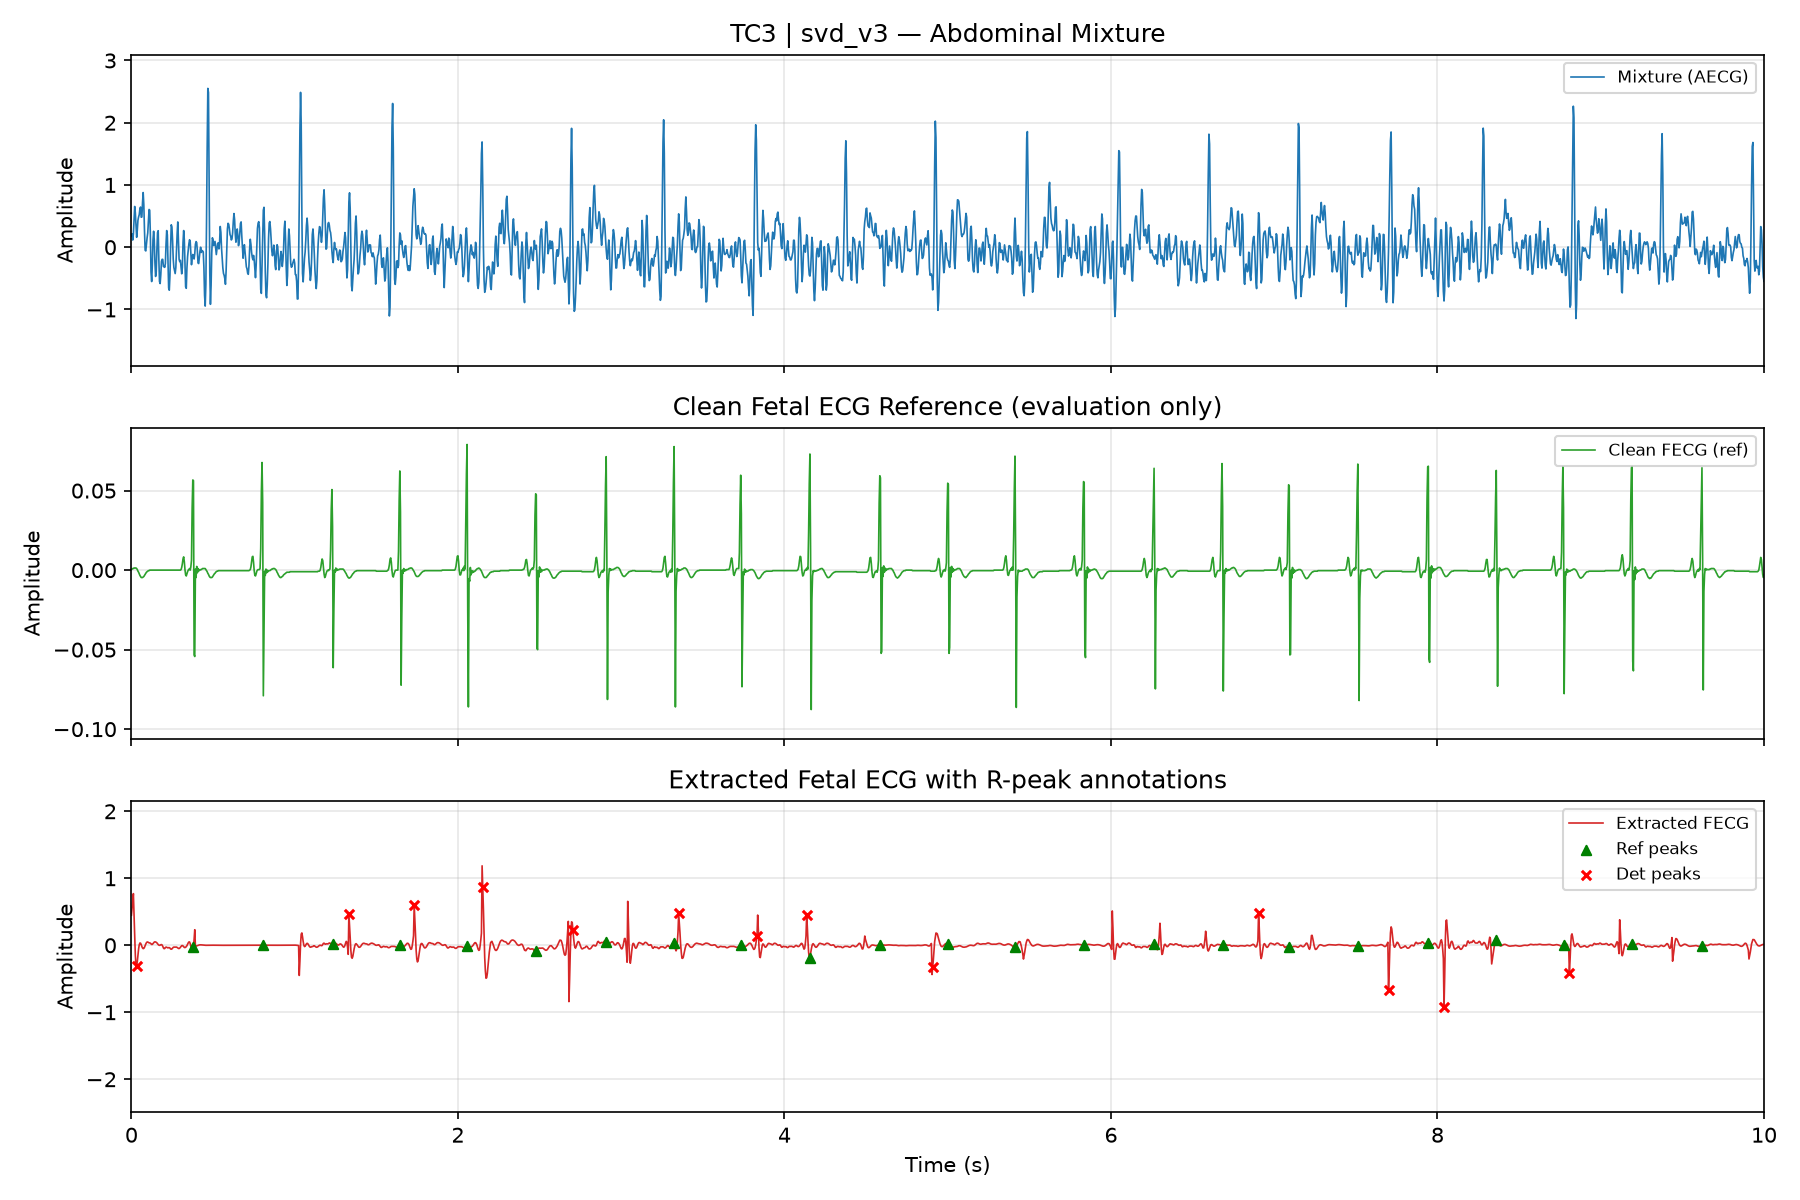 TC3 | svd_v3 — Abdominal Mixture
3
2
1
0
−1
Amplitude
Mixture (AECG)
Clean Fetal ECG Reference (evaluation only)
0.05
0.00
−0.05
−0.10
Amplitude
Clean FECG (ref)
Extracted Fetal ECG with R-peak annotations
2
1
0
−1
−2
Amplitude
Extracted FECG
Ref peaks
Det peaks
0 2 4 6 8 10
Time (s)